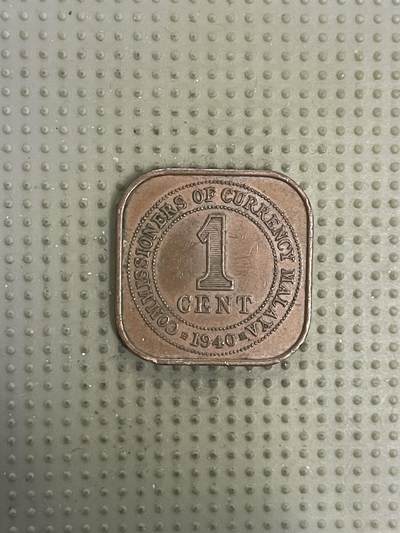 COMMISSIONERS OF CURRENCY MALAYA
1
CENT
1940